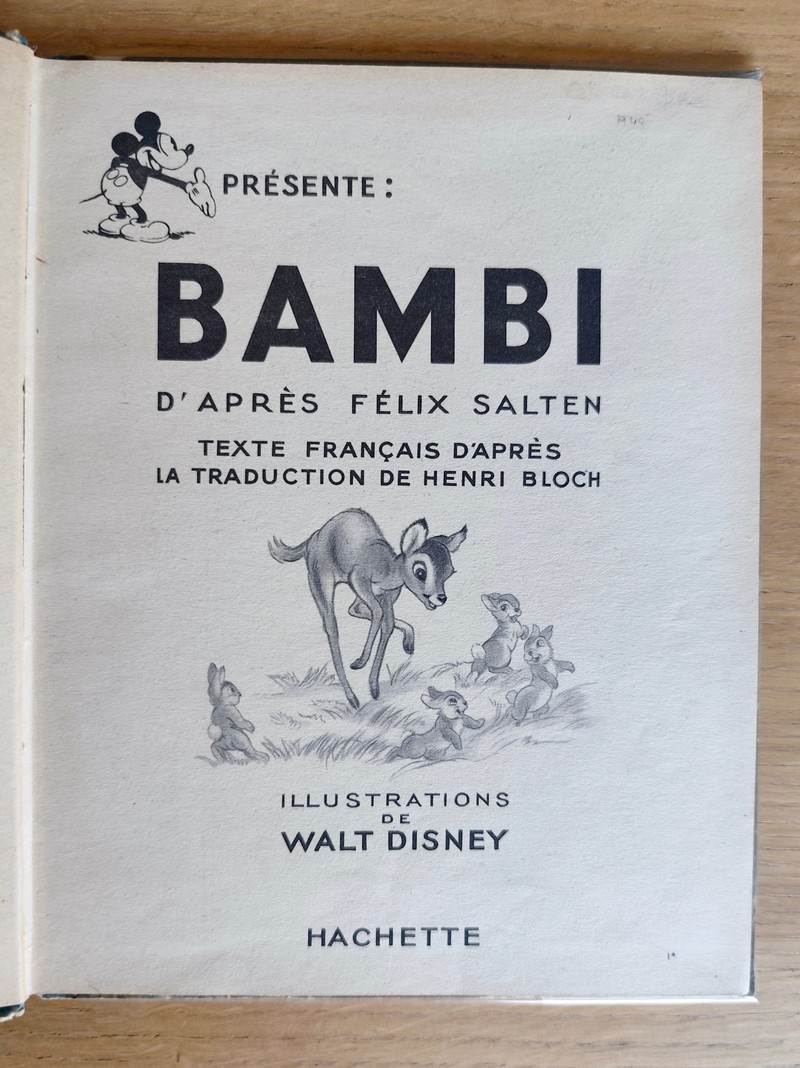 PRÉSENTE :
BAMBI
D'APRÈS FÉLIX SALTEN
TEXTE FRANÇAIS D'APRÈS
LA TRADUCTION DE HENRI BLOCH
ILLUSTRATIONS
DE
WALT DISNEY
HACHETTE